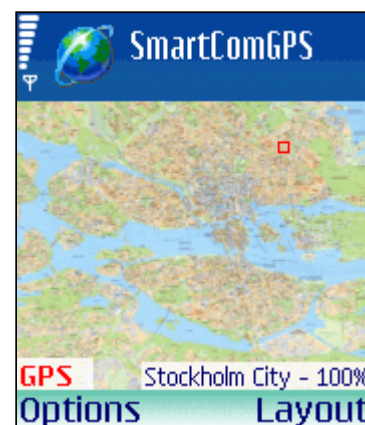 SmartComGPS
GPS
Stockholm City - 100%
Options
Layout